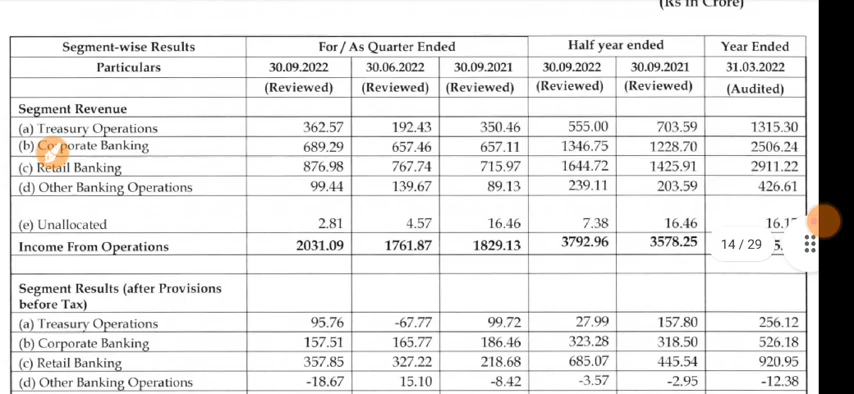 (Rs in Crore)
Segment-wise Results For / As Quarter Ended Half year ended Year Ended
Particulars 30.09.2022 30.06.2022 30.09.2021 30.09.2022 30.09.2021 31.03.2022
(Reviewed) (Reviewed) (Reviewed) (Reviewed) (Reviewed) (Audited)
Segment Revenue
(a) Treasury Operations 362.57 192.43 350.46 555.00 703.59 1315.30
(b) Corporate Banking 689.29 657.46 657.11 1346.75 1228.70 2506.24
(c) Retail Banking 876.98 767.74 715.97 1644.72 1425.91 2911.22
(d) Other Banking Operations 99.44 139.67 89.13 239.11 203.59 426.61
(e) Unallocated 2.81 4.57 16.46 7.38 16.46
Income From Operations 2031.09 1761.87 1829.13 3792.96 3578.25
14 / 29
Segment Results (after Provisions
before Tax)
(a) Treasury Operations 95.76 -67.77 99.72 27.99 157.80 256.12
(b) Corporate Banking 157.51 165.77 186.46 323.28 318.50 526.18
(c) Retail Banking 357.85 327.22 218.68 685.07 445.54 920.95
(d) Other Banking Operations -18.67 15.10 -8.42 -3.57 -2.95 -12.38